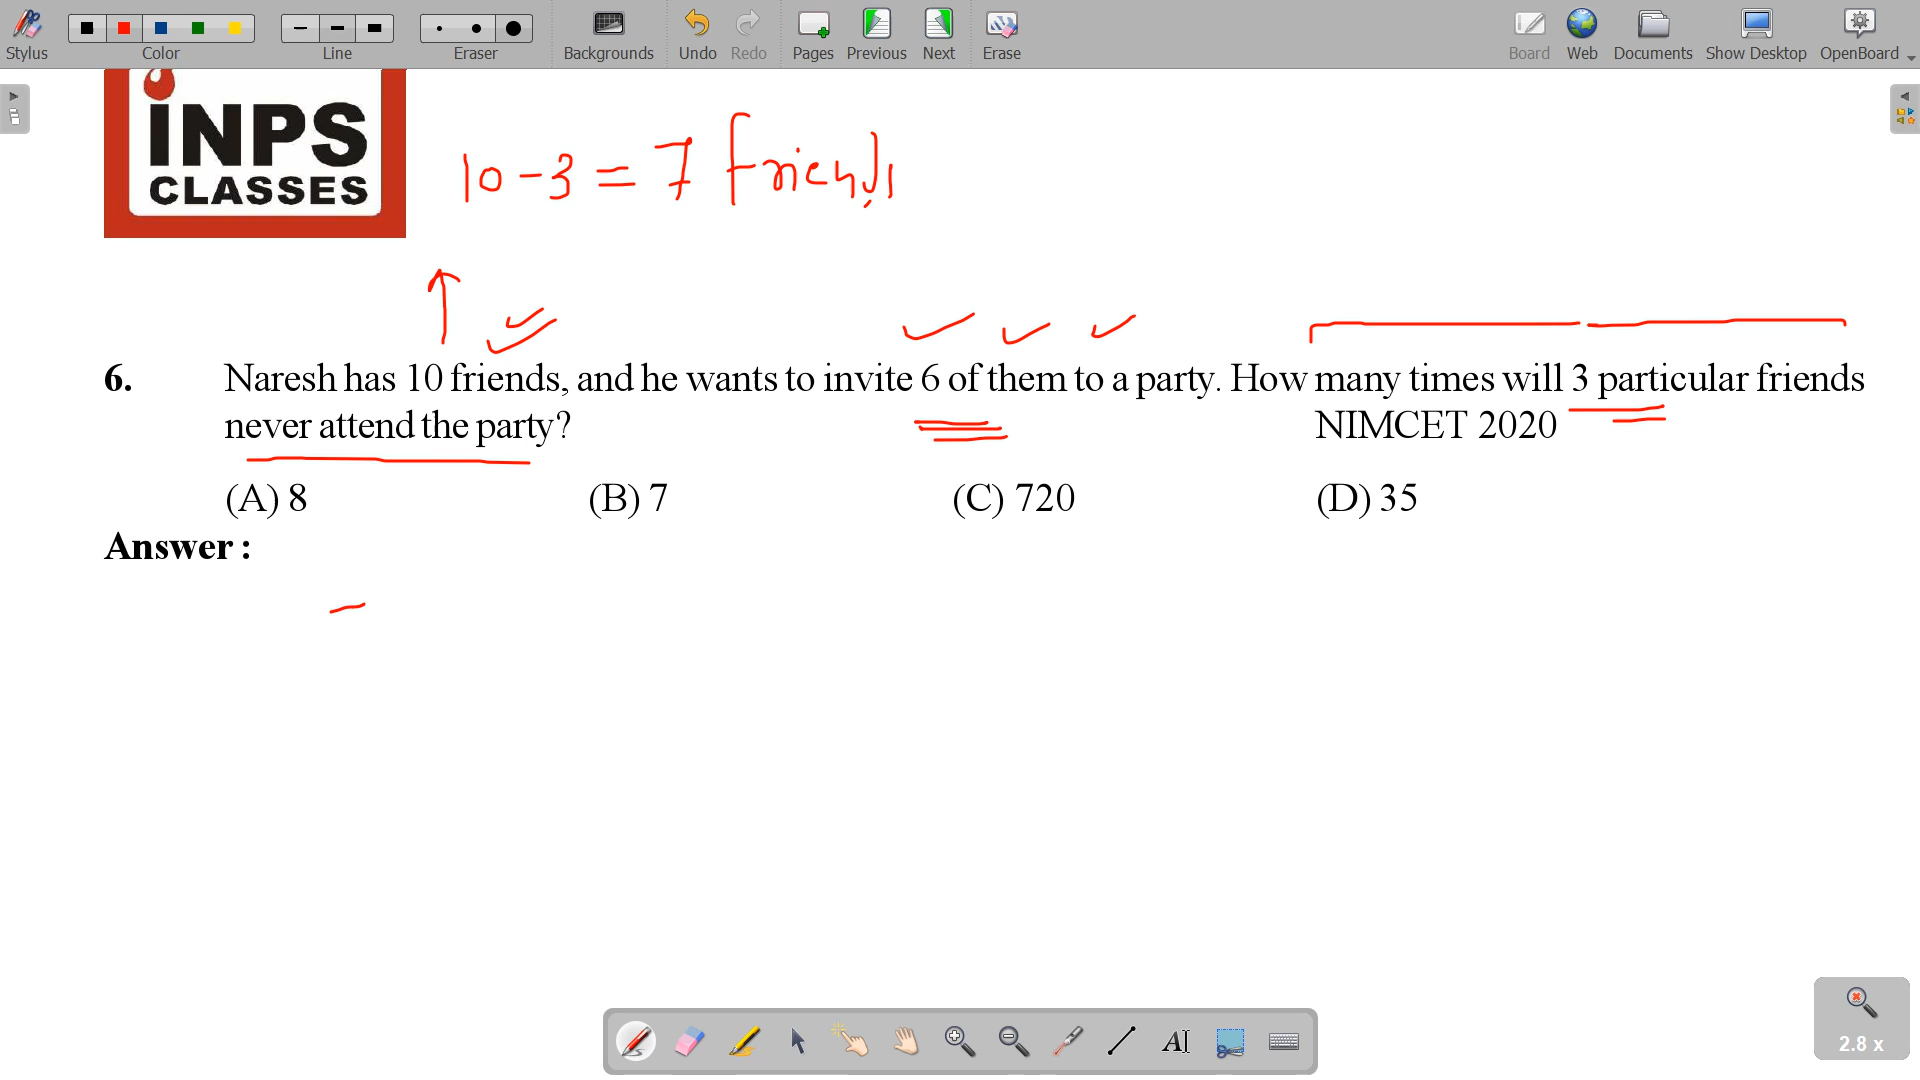 Stylus Color Line Eraser Backgrounds Undo Redo Pages Previous Next Erase Board Web Documents Show Desktop OpenBoard
iNPS
CLASSES
10 - 3 = 7 Friends
6. Naresh has 10 friends, and he wants to invite 6 of them to a party. How many times will 3 particular friends
never attend the party? NIMCET 2020
(A) 8 (B) 7 (C) 720 (D) 35
Answer :
2.8 x